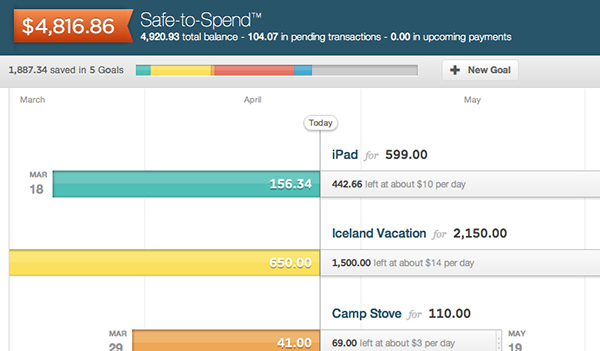 $4,816.86
Safe-to-Spend™
4,920.93 total balance - 104.07 in pending transactions - 0.00 in upcoming payments
1,887.34 saved in 5 Goals
+ New Goal
March April May
Today
iPad for 599.00
MAR
18
156.34
442.66 left at about $10 per day
Iceland Vacation for 2,150.00
650.00
1,500.00 left at about $14 per day
Camp Stove for 110.00
MAR
29
41.00
69.00 left at about $3 per day
MAY
19